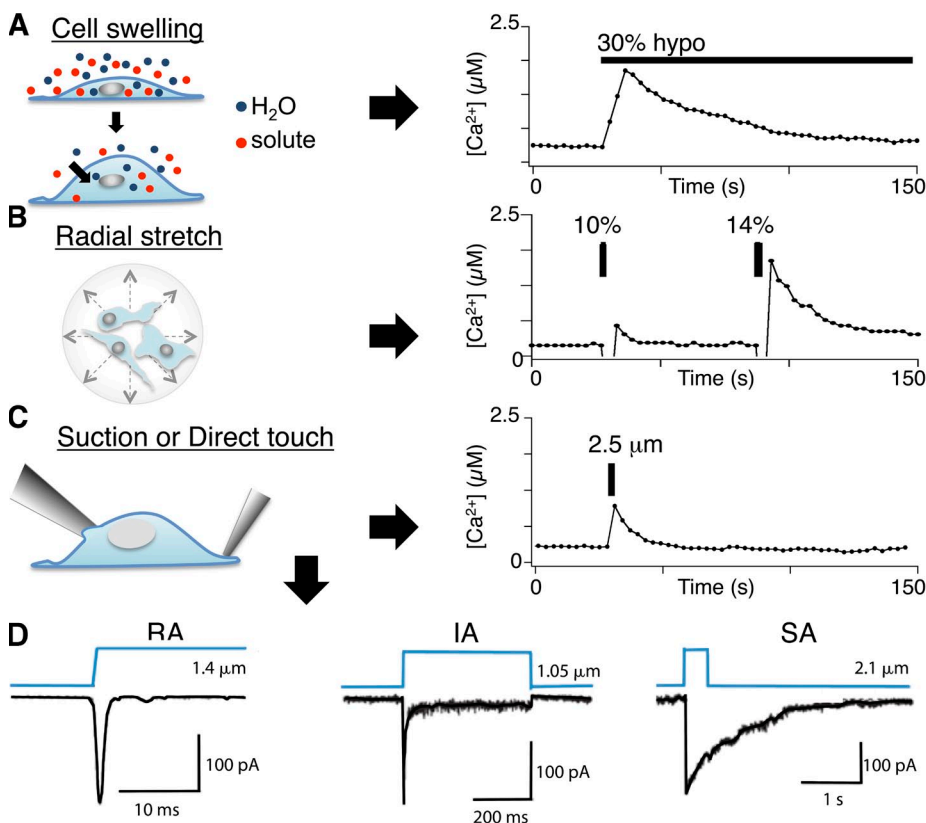 A
Cell swelling
H₂O
solute
2.5
30% hypo
[Ca²⁺] (µM)
0
Time (s)
150
B
Radial stretch
2.5
10%
14%
[Ca²⁺] (µM)
0
0
Time (s)
150
C
Suction or Direct touch
2.5
2.5 µm
[Ca²⁺] (µM)
0
0
Time (s)
150
D
RA
IA
SA
1.4 µm
1.05 µm
2.1 µm
100 pA
100 pA
100 pA
10 ms
200 ms
1 s